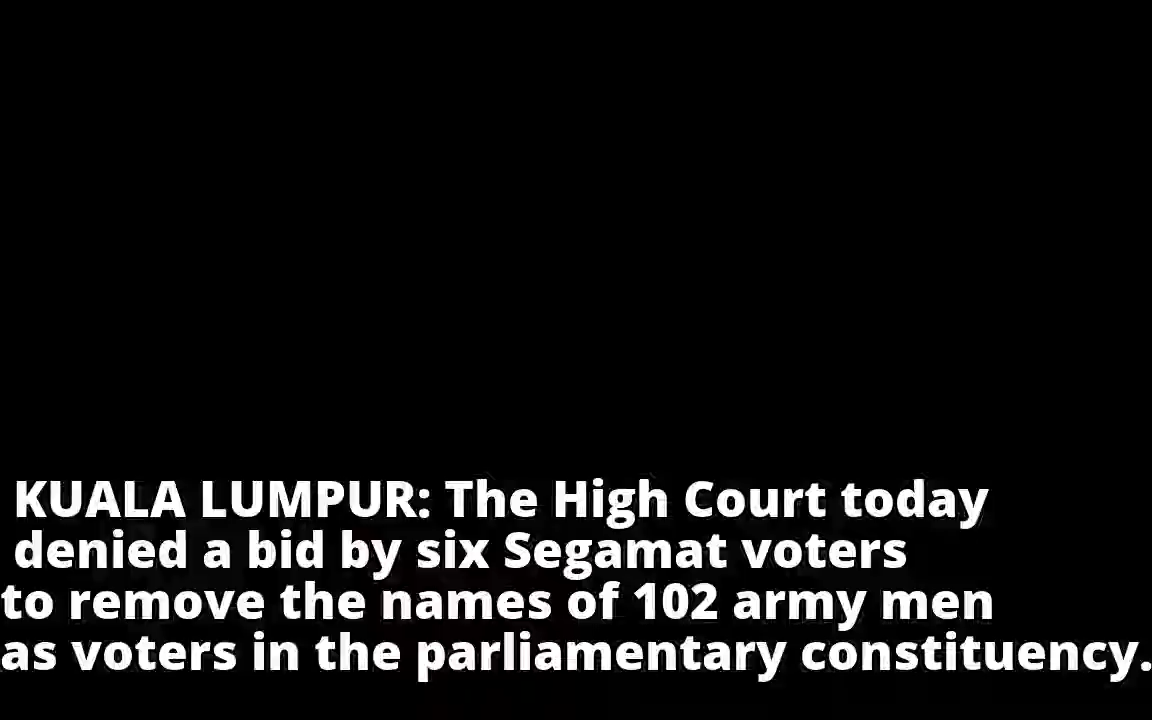 KUALA LUMPUR: The High Court today
denied a bid by six Segamat voters
to remove the names of 102 army men
as voters in the parliamentary constituency.